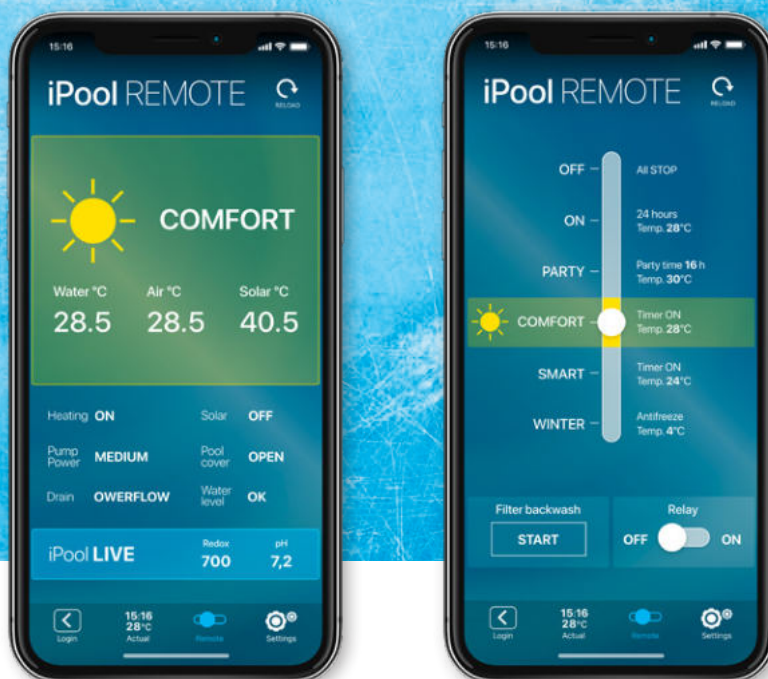 15:16
iPool REMOTE
RELOAD
COMFORT
Water °C Air °C Solar °C
28.5 28.5 40.5
Heating ON Solar OFF
Pump Power MEDIUM Pool cover OPEN
Drain OWERFLOW Water level OK
iPool LIVE Redox 700 pH 7,2
Login
15:16
28°C
Actual
Remote
Settings
15:16
iPool REMOTE
RELOAD
OFF All STOP
ON 24 hours
Temp. 28°C
PARTY Party time 16 h
Temp. 30°C
COMFORT Timer ON
Temp. 28°C
SMART Timer ON
Temp. 24°C
WINTER Antifreeze
Temp. 4°C
Filter backwash Relay
START OFF ON
Login
15:16
28°C
Actual
Remote
Settings